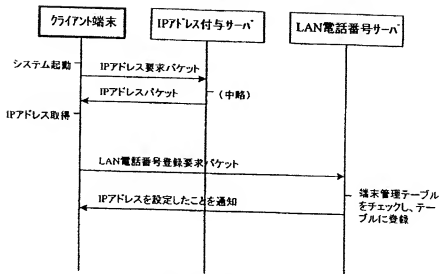 クライアント端末
IPアドレス付与サーバ
LAN電話番号サーバ
システム起動
IPアドレス要求パケット
IPアドレスパケット
(中略)
IPアドレス取得
LAN電話番号登録要求パケット
端末管理テーブル
をチェックし、テー
ブルに登録
IPアドレスを設定したことを通知